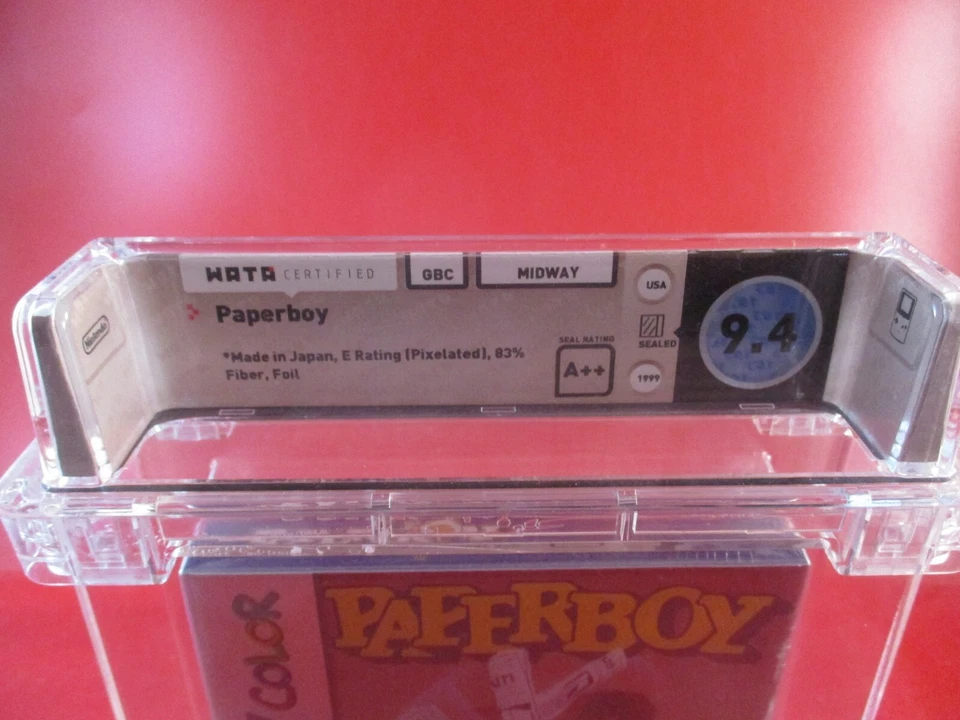 WATA CERTIFIED
GBC
MIDWAY
USA
Paperboy
*Made in Japan, E Rating (Pixelated), 83%
Fiber, Foil
SEAL RATING
A++
SEALED
1999
9.4
Nintendo
COLOR
PAPERBOY